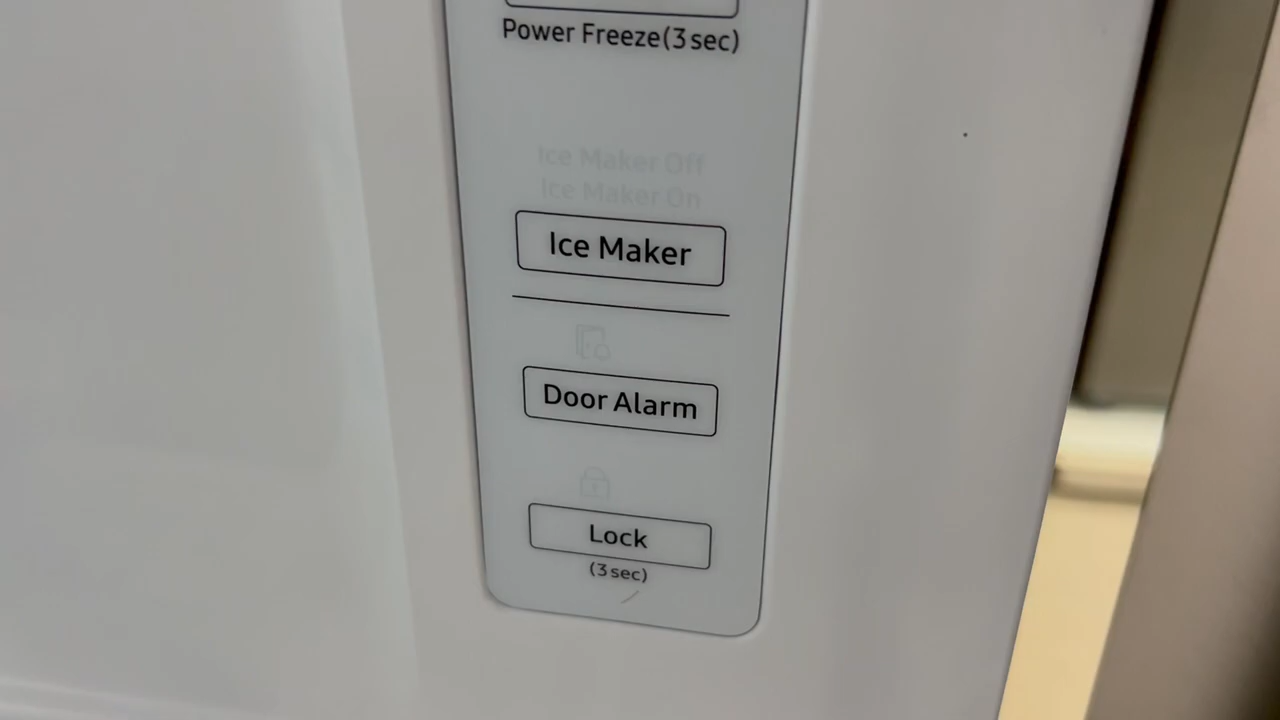 Power Freeze(3 sec)
Ice Maker Off
Ice Maker On
Ice Maker
Door Alarm
Lock
(3 sec)